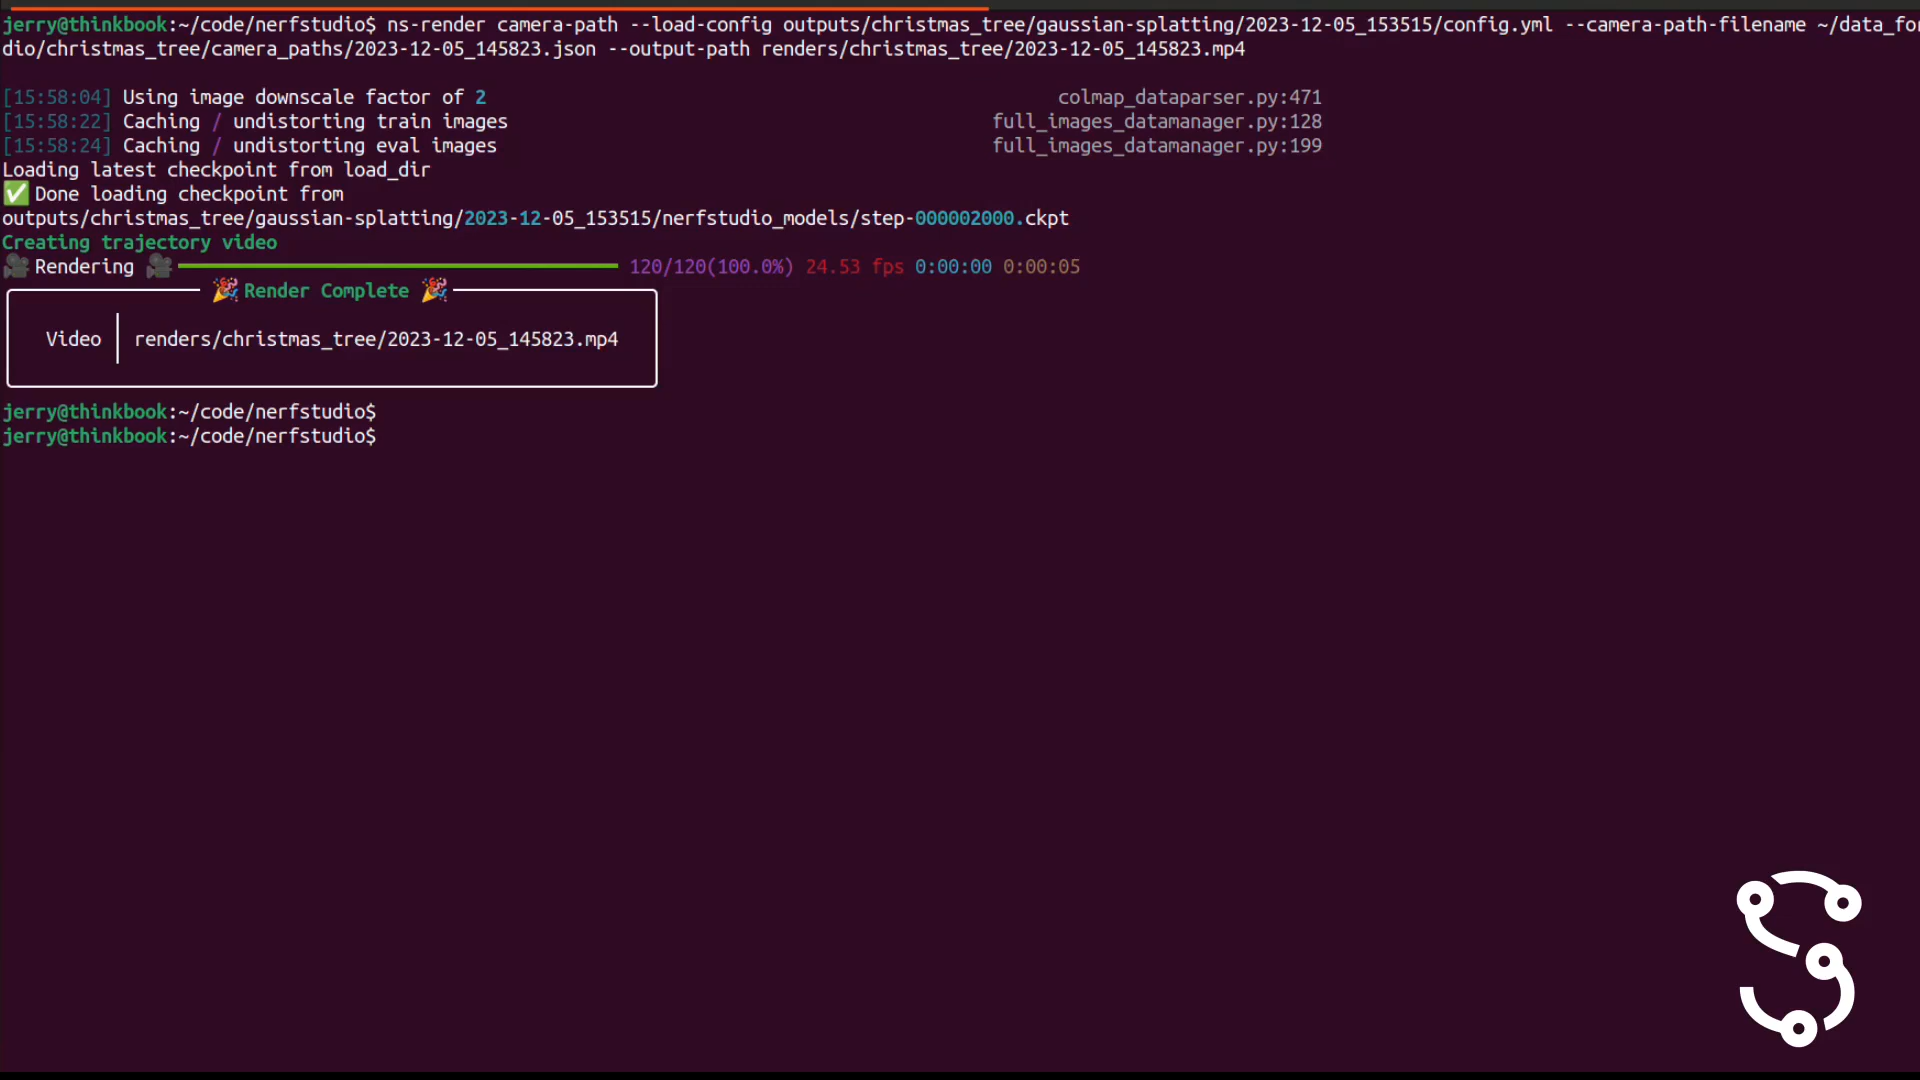 jerry@thinkbook:~/code/nerfstudio$ ns-render camera-path --load-config outputs/christmas_tree/gaussian-splatting/2023-12-05_153515/config.yml --camera-path-filename ~/data_fo
dio/christmas_tree/camera_paths/2023-12-05_145823.json --output-path renders/christmas_tree/2023-12-05_145823.mp4
[15:58:04] Using image downscale factor of 2 colmap_dataparser.py:471
[15:58:22] Caching / undistorting train images full_images_datamanager.py:128
[15:58:24] Caching / undistorting eval images full_images_datamanager.py:199
Loading latest checkpoint from load_dir
✅ Done loading checkpoint from
outputs/christmas_tree/gaussian-splatting/2023-12-05_153515/nerfstudio_models/step-000002000.ckpt
Creating trajectory video
🎥 Rendering 🎥 120/120(100.0%) 24.53 fps 0:00:00 0:00:05
🎉 Render Complete 🎉
Video renders/christmas_tree/2023-12-05_145823.mp4
jerry@thinkbook:~/code/nerfstudio$
jerry@thinkbook:~/code/nerfstudio$